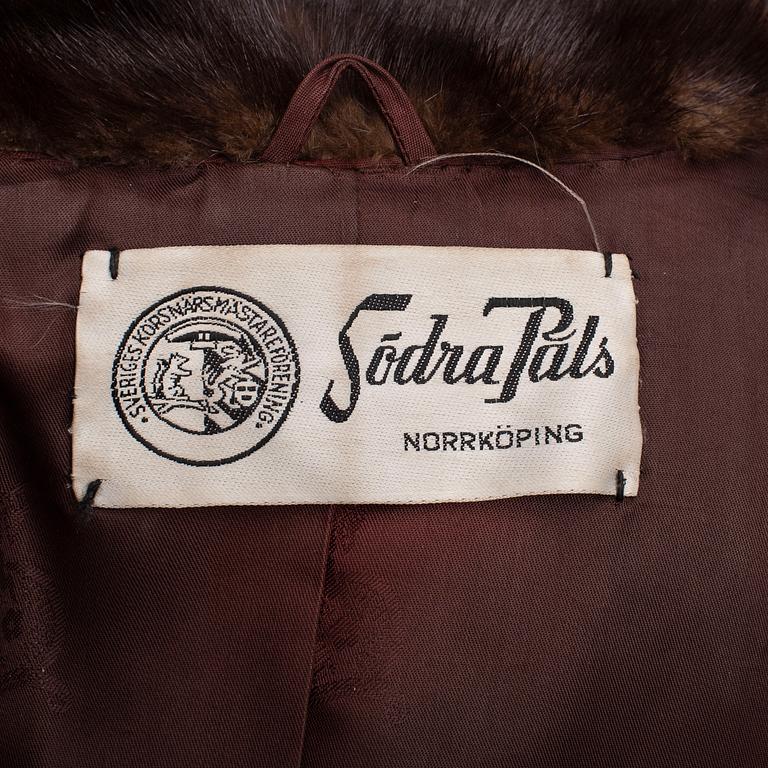 SVERIGES KÖRSNÄRSMÄSTAREFÖRENING
Södra Päls
NORRKÖPING